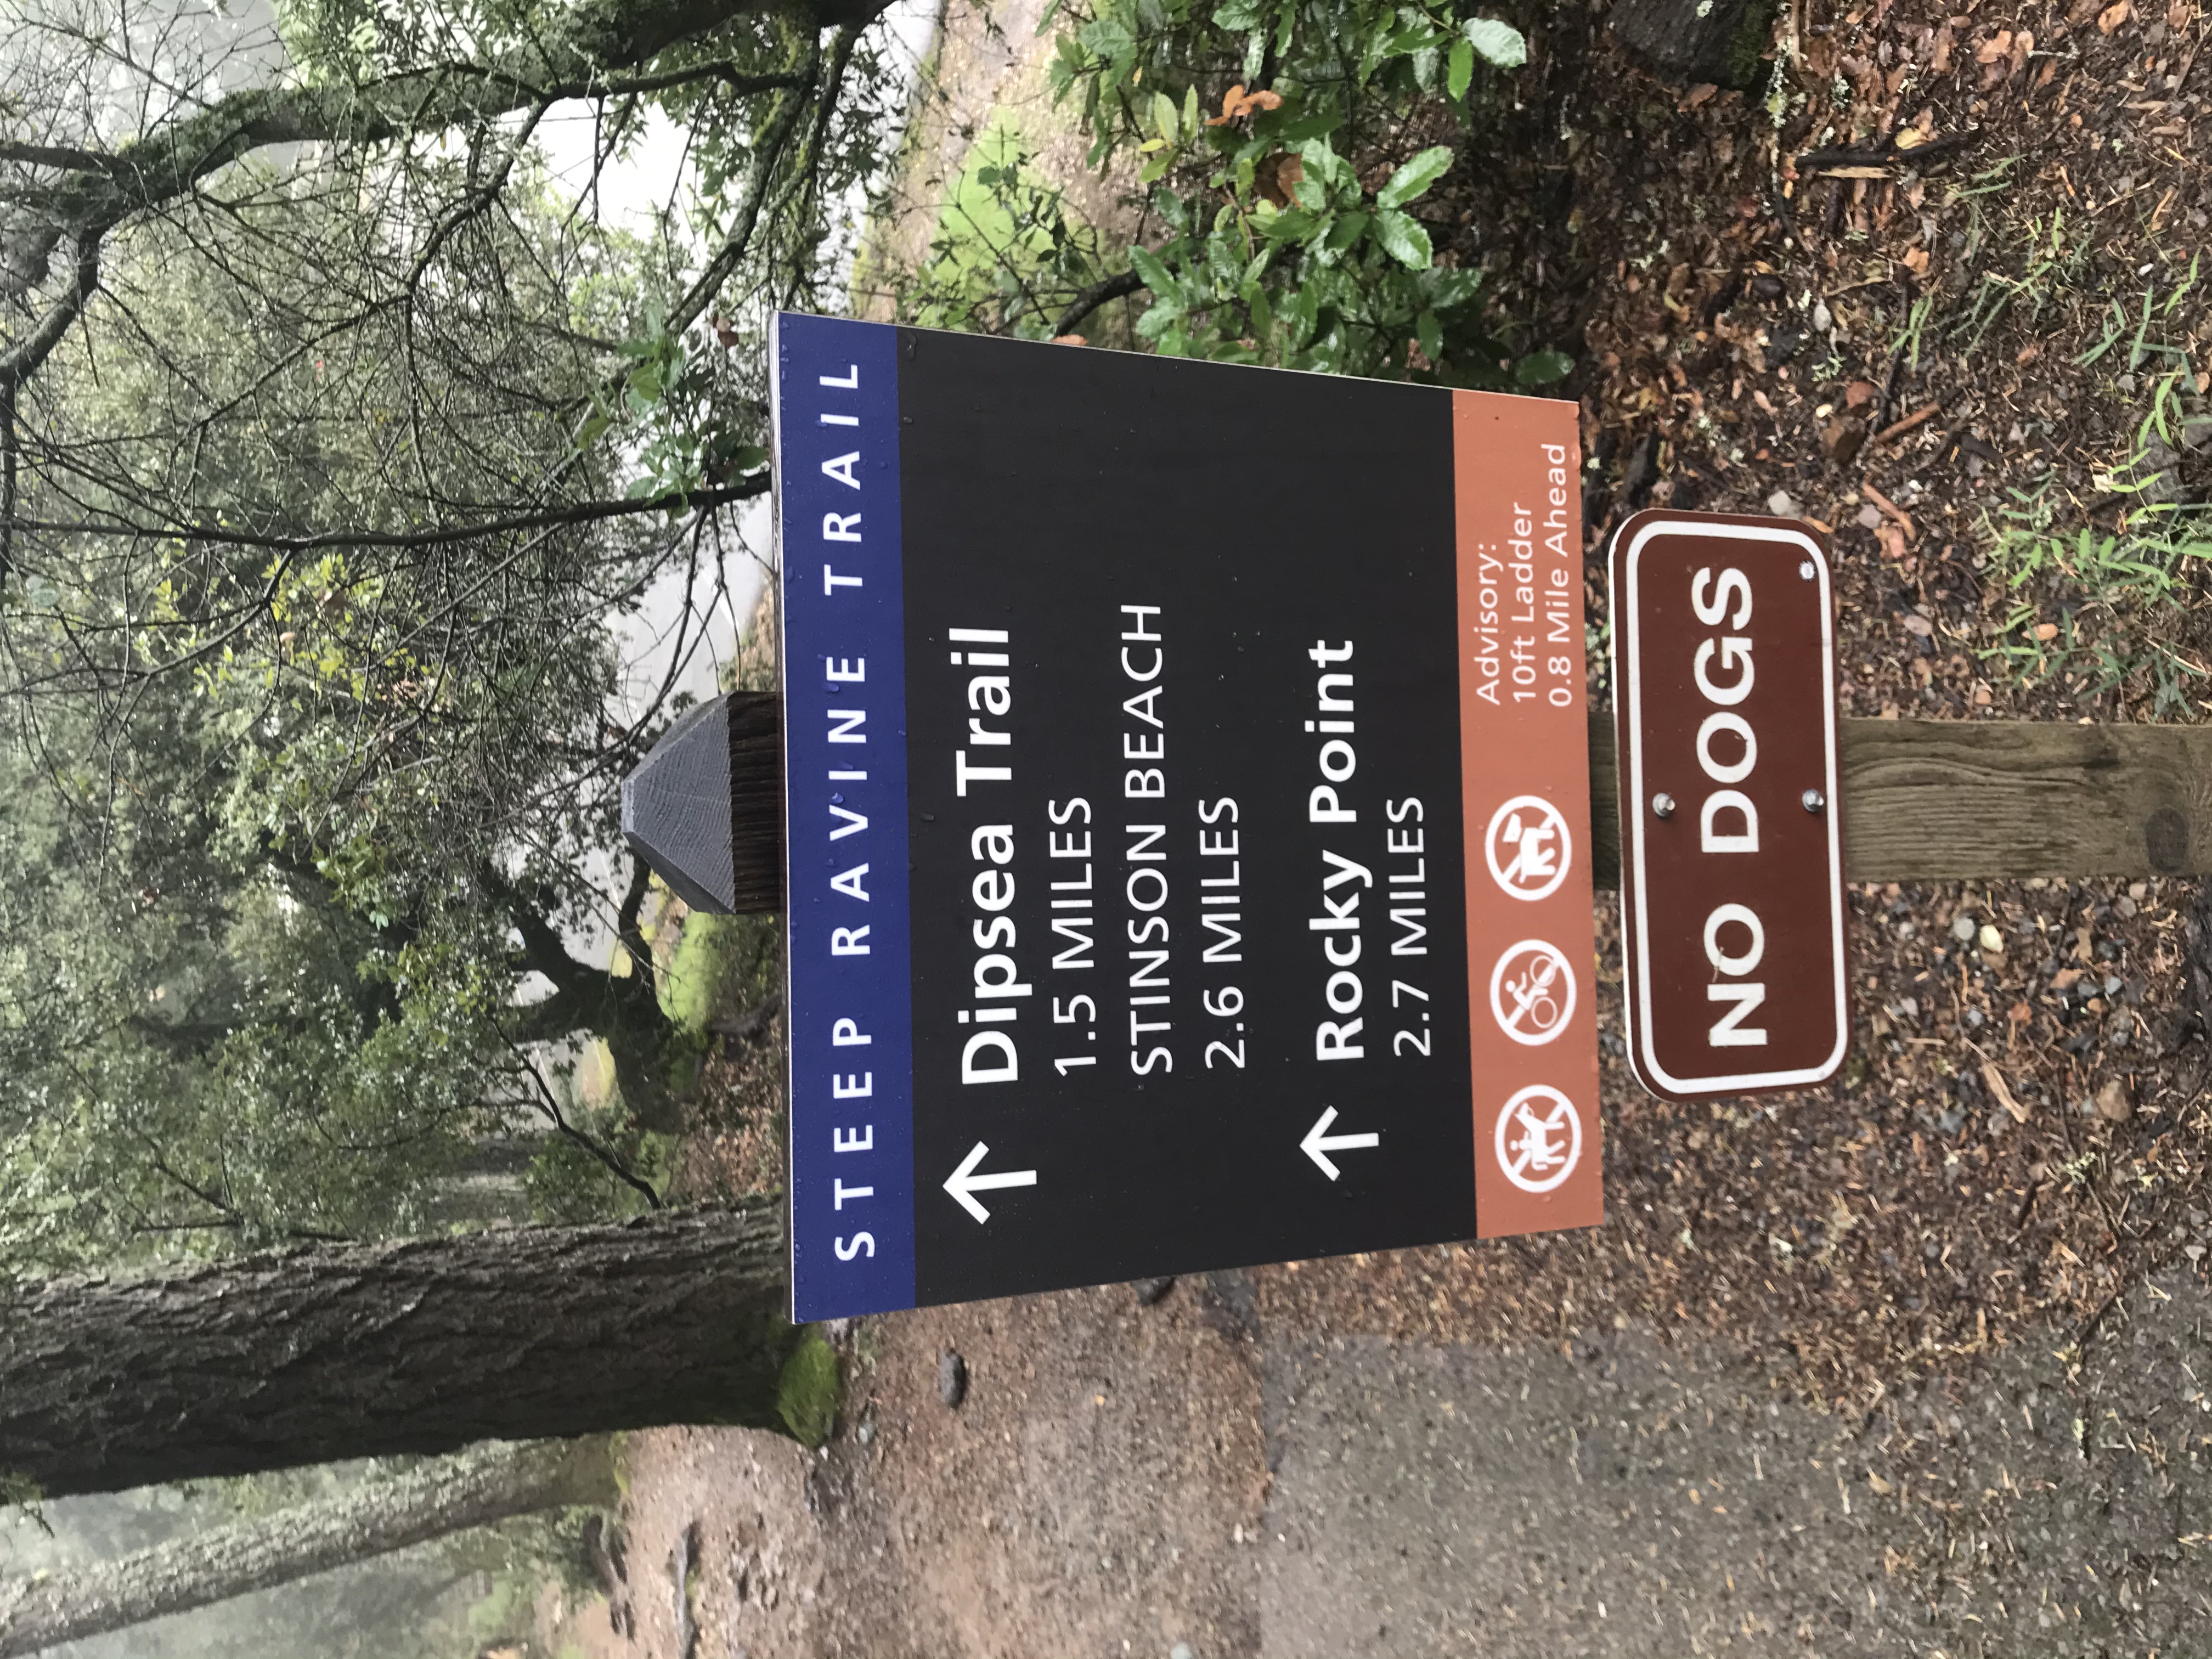 STEEP RAVINE TRAIL
Dipsea Trail
1.5 MILES
STINSON BEACH
2.6 MILES
Rocky Point
2.7 MILES
Advisory:
10ft Ladder
0.8 Mile Ahead
NO DOGS